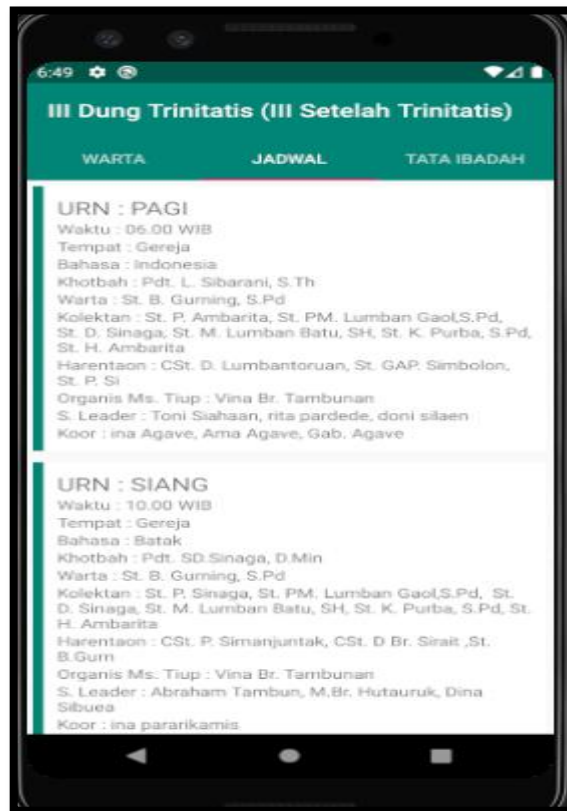 6:49
III Dung Trinitatis (III Setelah Trinitatis)
WARTA JADWAL TATA IBADAH
URN : PAGI
Waktu : 06.00 WIB
Tempat : Gereja
Bahasa : Indonesia
Khotbah : Pdt. L. Sibarani, S.Th
Warta : St. B. Gurning, S.Pd
Kolektan : St. P. Ambarita, St. PM. Lumban Gaol,S.Pd,
St. D. Sinaga, St. M. Lumban Batu, SH, St. K. Purba, S.Pd,
St. H. Ambarita
Harentaon : CSt. D. Lumbantoruan, St. GAP. Simbolon,
St. P. Si
Organis Ms. Tiup : Vina Br. Tambunan
S. Leader : Toni Siahaan, rita pardede, doni silaen
Koor : ina Agave, Ama Agave, Gab. Agave
URN : SIANG
Waktu : 10.00 WIB
Tempat : Gereja
Bahasa : Batak
Khotbah : Pdt. SD.Sinaga, D.Min
Warta : St. B. Gurning, S.Pd
Kolektan : St. P. Sinaga, St. PM. Lumban Gaol,S.Pd, St.
D. Sinaga, St. M. Lumban Batu, SH, St. K. Purba, S.Pd, St.
H. Ambarita
Harentaon : CSt. P. Simanjuntak, CSt. D Br. Sirait ,St.
B.Gurn
Organis Ms. Tiup : Vina Br. Tambunan
S. Leader : Abraham Tambun, M.Br. Hutauruk, Dina
Sibuea
Koor : ina pararikamis